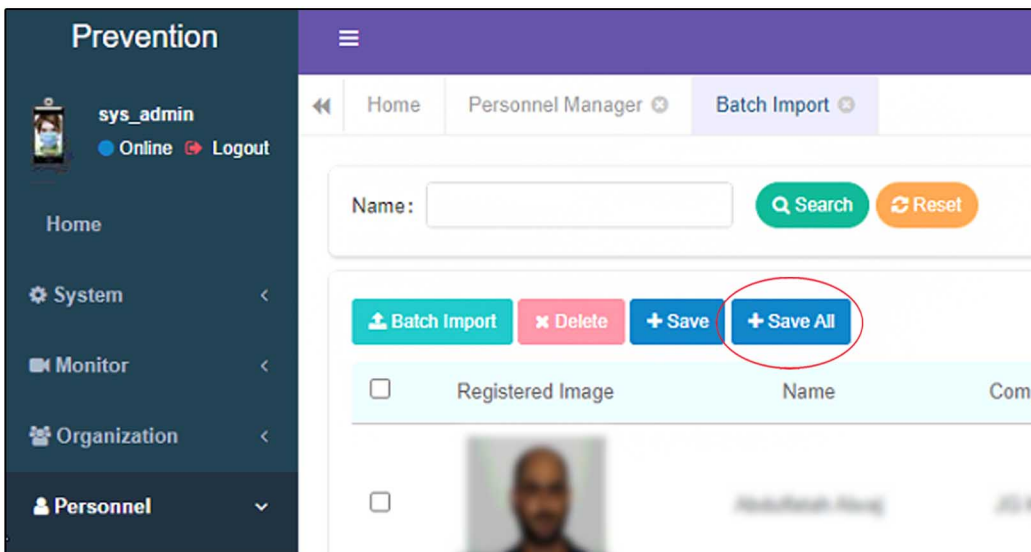 Prevention
sys_admin
Online Logout
Home
System
Monitor
Organization
Personnel
Home Personnel Manager Batch Import
Name: Search Reset
Batch Import Delete + Save + Save All
Registered Image Name Com